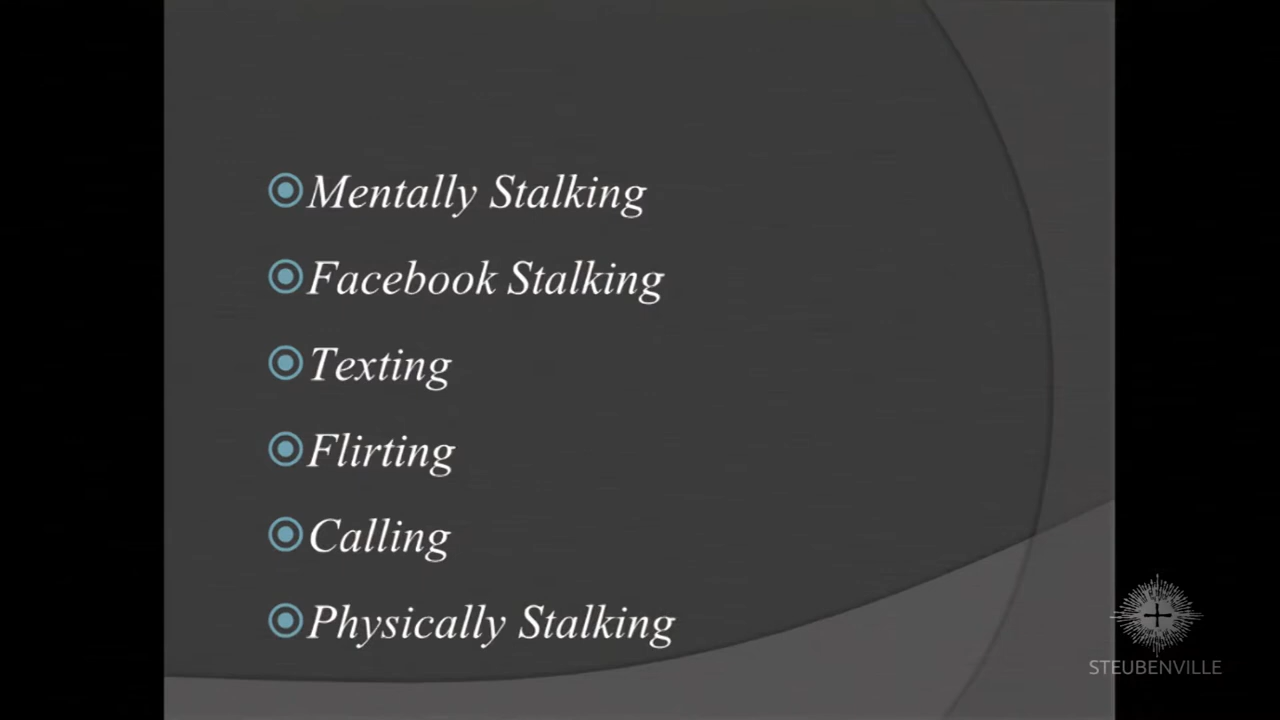 Mentally Stalking
Facebook Stalking
Texting
Flirting
Calling
Physically Stalking
STEUBENVILLE